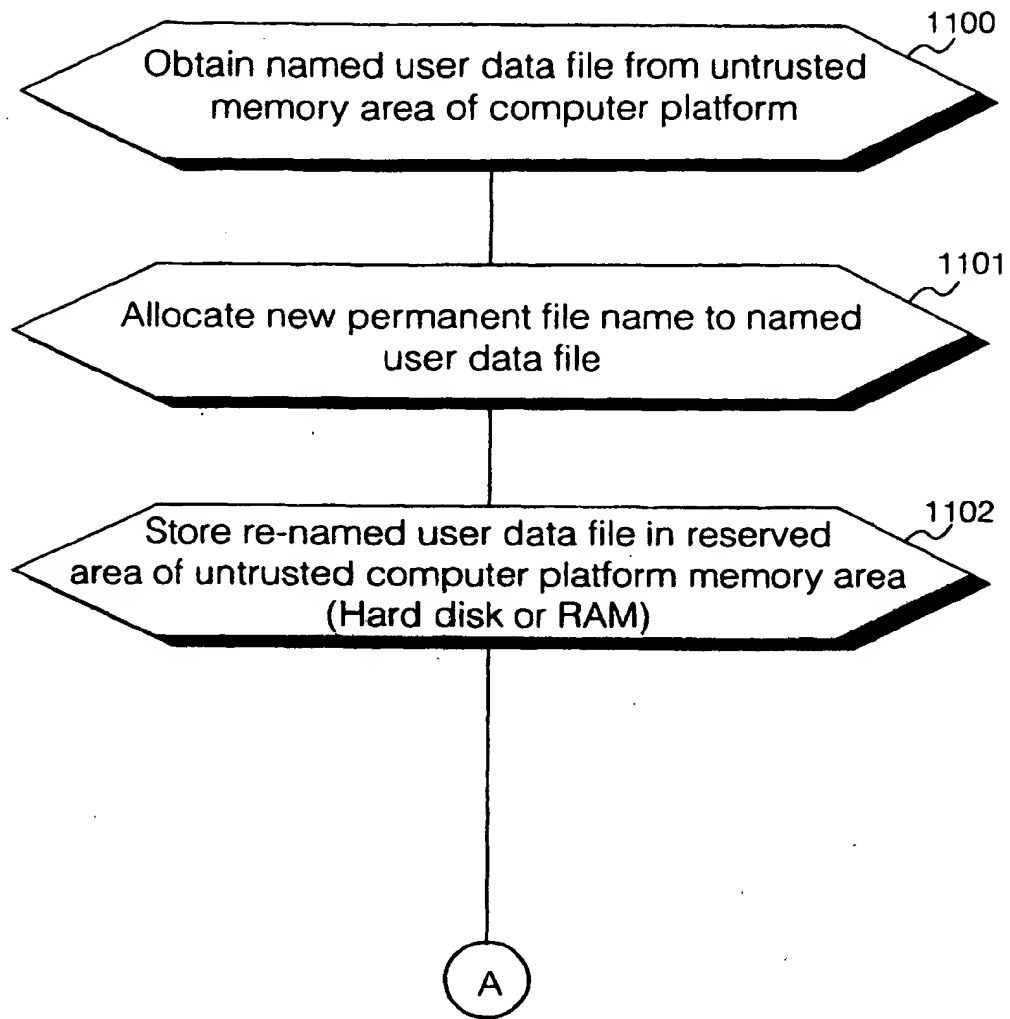 1100
Obtain named user data file from untrusted
memory area of computer platform
1101
Allocate new permanent file name to named
user data file
1102
Store re-named user data file in reserved
area of untrusted computer platform memory area
(Hard disk or RAM)
A